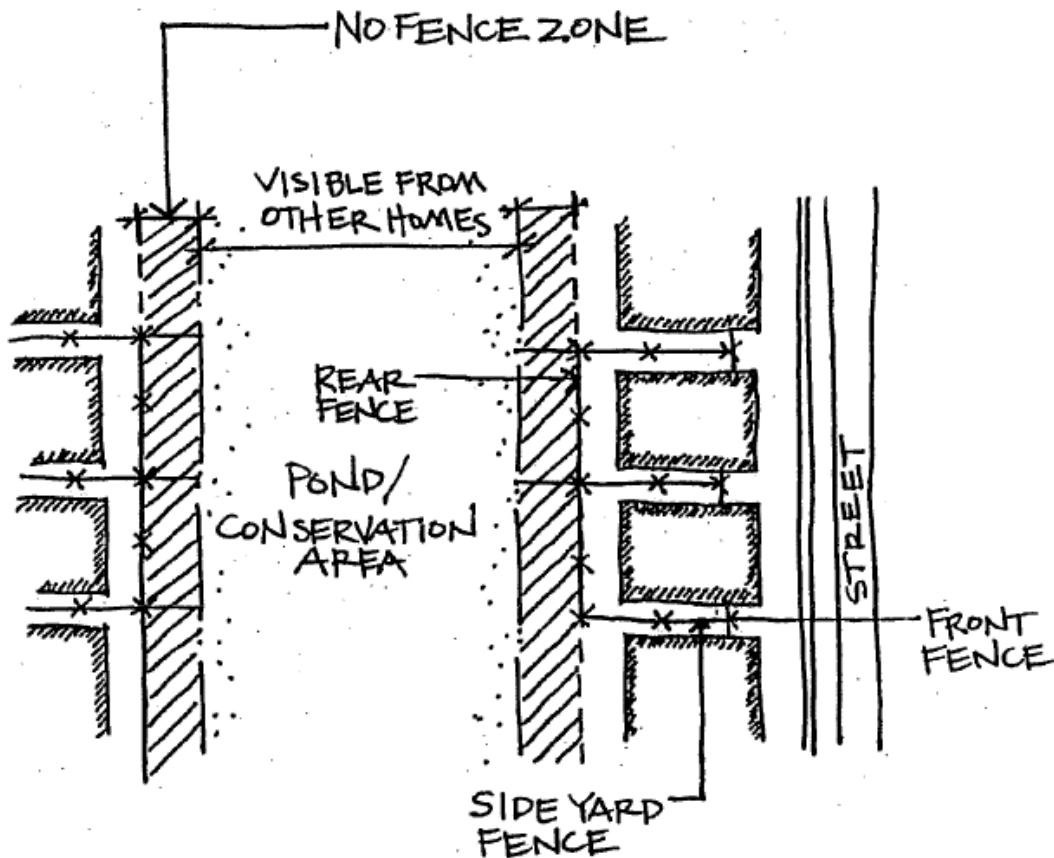 NO FENCE ZONE
VISIBLE FROM
OTHER HOMES
REAR
FENCE
POND/
CONSERVATION
AREA
STREET
FRONT
FENCE
SIDE YARD
FENCE